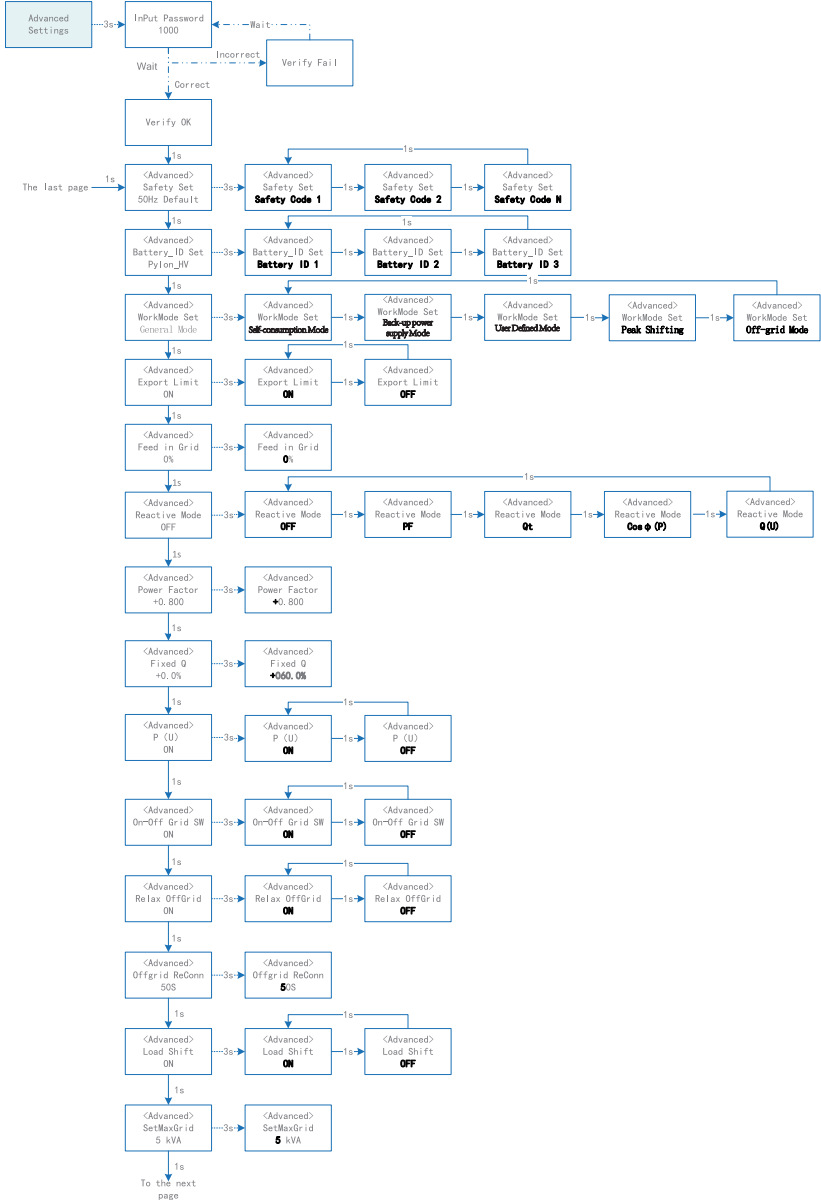 Advanced
Settings
3s
InPut Password
1000
Wait
Incorrect
Wait
Verify Fail
Correct
Verify OK
1s
1s
The last page
1s
<Advanced>
Safety Set
50Hz Default
3s
<Advanced>
Safety Set
Safety Code 1
1s
<Advanced>
Safety Set
Safety Code 2
1s
<Advanced>
Safety Set
Safety Code N
1s
1s
<Advanced>
Battery_ID Set
Pylon_HV
3s
<Advanced>
Battery_ID Set
Battery ID 1
1s
<Advanced>
Battery_ID Set
Battery ID 2
1s
<Advanced>
Battery_ID Set
Battery ID 3
1s
1s
<Advanced>
WorkMode Set
General Mode
3s
<Advanced>
WorkMode Set
Self-consumption Mode
1s
<Advanced>
WorkMode Set
Back-up power
supply Mode
1s
<Advanced>
WorkMode Set
User Defined Mode
1s
<Advanced>
WorkMode Set
Peak Shifting
1s
<Advanced>
WorkMode Set
Off-grid Mode
1s
1s
<Advanced>
Export Limit
ON
3s
<Advanced>
Export Limit
ON
1s
<Advanced>
Export Limit
OFF
1s
<Advanced>
Feed in Grid
0%
3s
<Advanced>
Feed in Grid
0%
1s
1s
<Advanced>
Reactive Mode
OFF
3s
<Advanced>
Reactive Mode
OFF
1s
<Advanced>
Reactive Mode
PF
1s
<Advanced>
Reactive Mode
Qt
1s
<Advanced>
Reactive Mode
Cos φ (P)
1s
<Advanced>
Reactive Mode
Q(U)
1s
<Advanced>
Power Factor
+0.800
3s
<Advanced>
Power Factor
+0.800
1s
<Advanced>
Fixed Q
+0.0%
3s
<Advanced>
Fixed Q
+060.0%
1s
1s
<Advanced>
P (U)
ON
3s
<Advanced>
P (U)
ON
1s
<Advanced>
P (U)
OFF
1s
1s
<Advanced>
On-Off Grid SW
ON
3s
<Advanced>
On-Off Grid SW
ON
1s
<Advanced>
On-Off Grid SW
OFF
1s
1s
<Advanced>
Relax OffGrid
ON
3s
<Advanced>
Relax OffGrid
ON
1s
<Advanced>
Relax OffGrid
OFF
1s
<Advanced>
Offgrid ReConn
50S
3s
<Advanced>
Offgrid ReConn
50S
1s
1s
<Advanced>
Load Shift
ON
3s
<Advanced>
Load Shift
ON
1s
<Advanced>
Load Shift
OFF
1s
<Advanced>
SetMaxGrid
5 kVA
3s
<Advanced>
SetMaxGrid
5 kVA
1s
To the next
page